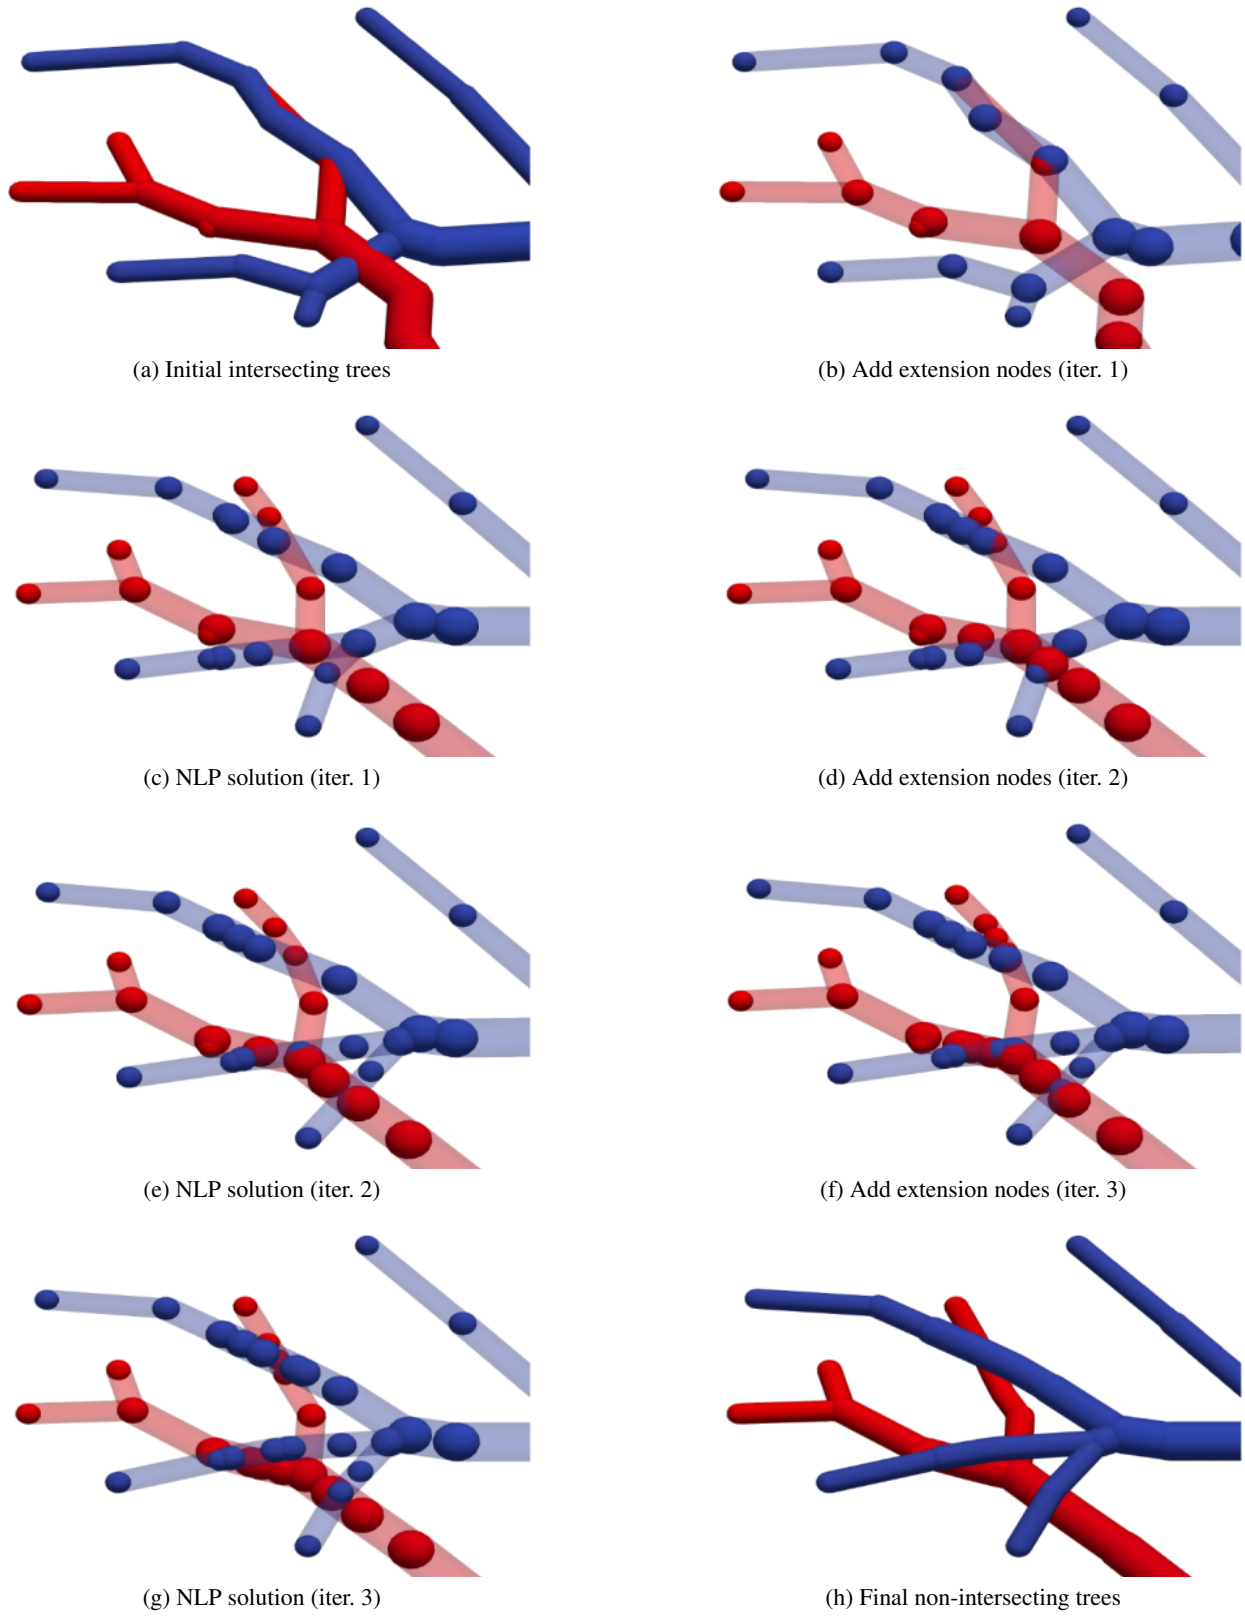 (a) Initial intersecting trees
(b) Add extension nodes (iter. 1)
(c) NLP solution (iter. 1)
(d) Add extension nodes (iter. 2)
(e) NLP solution (iter. 2)
(f) Add extension nodes (iter. 3)
(g) NLP solution (iter. 3)
(h) Final non-intersecting trees